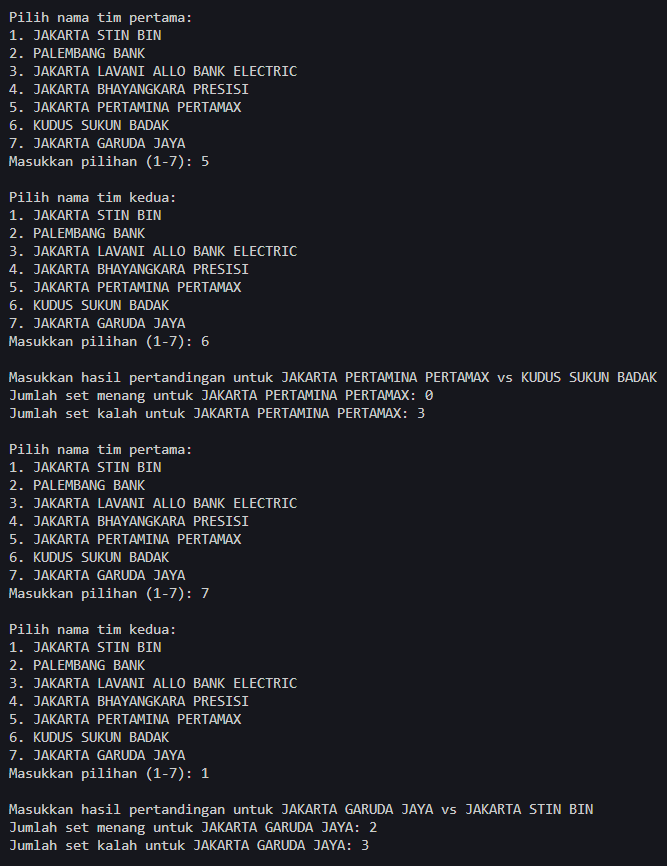 Pilih nama tim pertama:
1. JAKARTA STIN BIN
2. PALEMBANG BANK
3. JAKARTA LAVANI ALLO BANK ELECTRIC
4. JAKARTA BHAYANGKARA PRESISI
5. JAKARTA PERTAMINA PERTAMAX
6. KUDUS SUKUN BADAK
7. JAKARTA GARUDA JAYA
Masukkan pilihan (1-7): 5
Pilih nama tim kedua:
1. JAKARTA STIN BIN
2. PALEMBANG BANK
3. JAKARTA LAVANI ALLO BANK ELECTRIC
4. JAKARTA BHAYANGKARA PRESISI
5. JAKARTA PERTAMINA PERTAMAX
6. KUDUS SUKUN BADAK
7. JAKARTA GARUDA JAYA
Masukkan pilihan (1-7): 6
Masukkan hasil pertandingan untuk JAKARTA PERTAMINA PERTAMAX vs KUDUS SUKUN BADAK
Jumlah set menang untuk JAKARTA PERTAMINA PERTAMAX: 0
Jumlah set kalah untuk JAKARTA PERTAMINA PERTAMAX: 3
Pilih nama tim pertama:
1. JAKARTA STIN BIN
2. PALEMBANG BANK
3. JAKARTA LAVANI ALLO BANK ELECTRIC
4. JAKARTA BHAYANGKARA PRESISI
5. JAKARTA PERTAMINA PERTAMAX
6. KUDUS SUKUN BADAK
7. JAKARTA GARUDA JAYA
Masukkan pilihan (1-7): 7
Pilih nama tim kedua:
1. JAKARTA STIN BIN
2. PALEMBANG BANK
3. JAKARTA LAVANI ALLO BANK ELECTRIC
4. JAKARTA BHAYANGKARA PRESISI
5. JAKARTA PERTAMINA PERTAMAX
6. KUDUS SUKUN BADAK
7. JAKARTA GARUDA JAYA
Masukkan pilihan (1-7): 1
Masukkan hasil pertandingan untuk JAKARTA GARUDA JAYA vs JAKARTA STIN BIN
Jumlah set menang untuk JAKARTA GARUDA JAYA: 2
Jumlah set kalah untuk JAKARTA GARUDA JAYA: 3